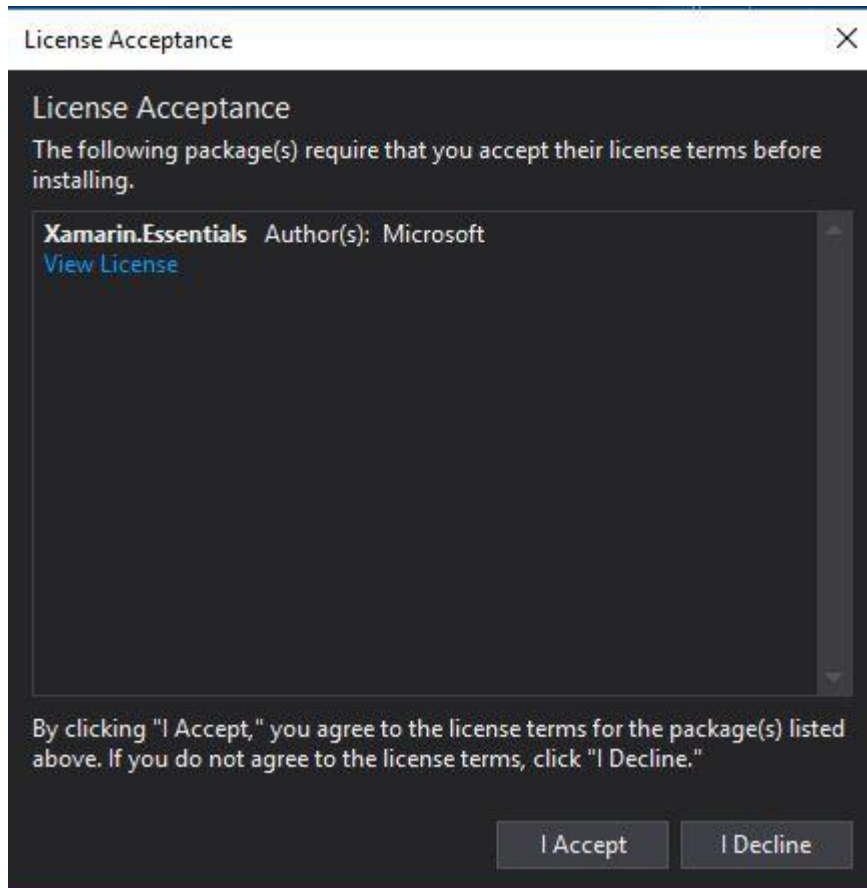 License Acceptance
License Acceptance
The following package(s) require that you accept their license terms before
installing.
Xamarin.Essentials Author(s): Microsoft
View License
By clicking "I Accept," you agree to the license terms for the package(s) listed
above. If you do not agree to the license terms, click "I Decline."
I Accept I Decline